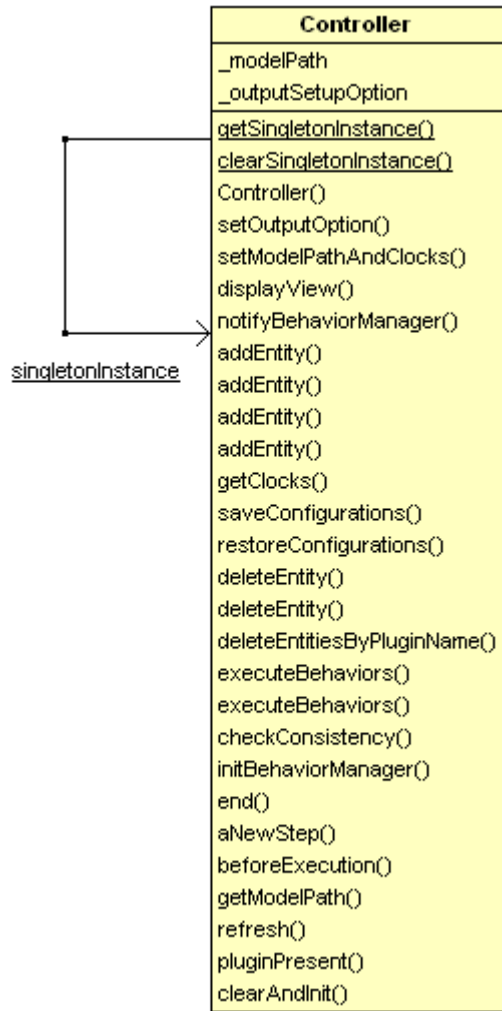 Controller
_modelPath
_outputSetupOption
getSingletonInstance()
clearSingletonInstance()
Controller()
setOutputOption()
setModelPathAndClocks()
displayView()
notifyBehaviorManager()
singletonInstance
addEntity()
addEntity()
addEntity()
addEntity()
getClocks()
saveConfigurations()
restoreConfigurations()
deleteEntity()
deleteEntity()
deleteEntitiesByPluginName()
executeBehaviors()
executeBehaviors()
checkConsistency()
initBehaviorManager()
end()
aNewStep()
beforeExecution()
getModelPath()
refresh()
pluginPresent()
clearAndInit()